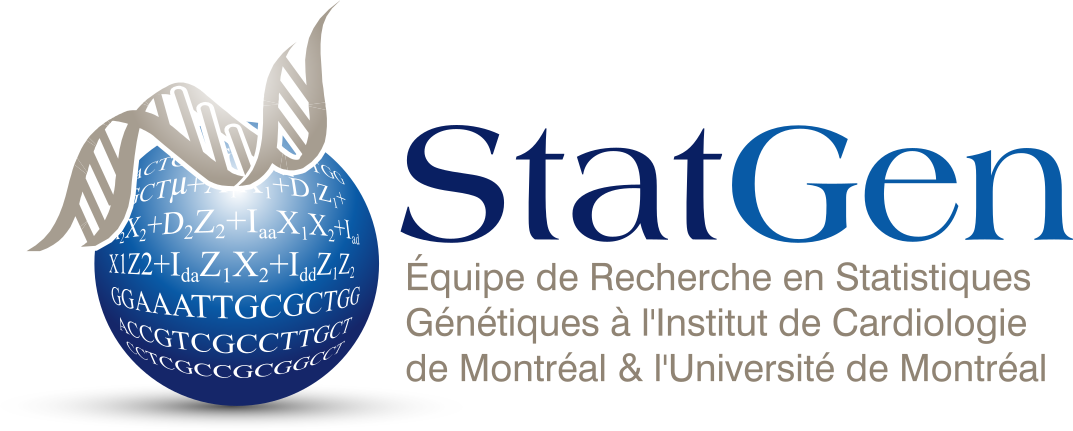 StatGen
Équipe de Recherche en Statistiques
Génétiques à l'Institut de Cardiologie
de Montréal & l'Université de Montréal
X₂+D₂Z₂+IₐₐX₁X₂+Iₐd
X1Z2+IdₐZ₁X₂+IddZ₁Z₂
GGAAATTGCGCTGG
ACCGTCGCCTTGCT
CCTCGCCGCGGCCT